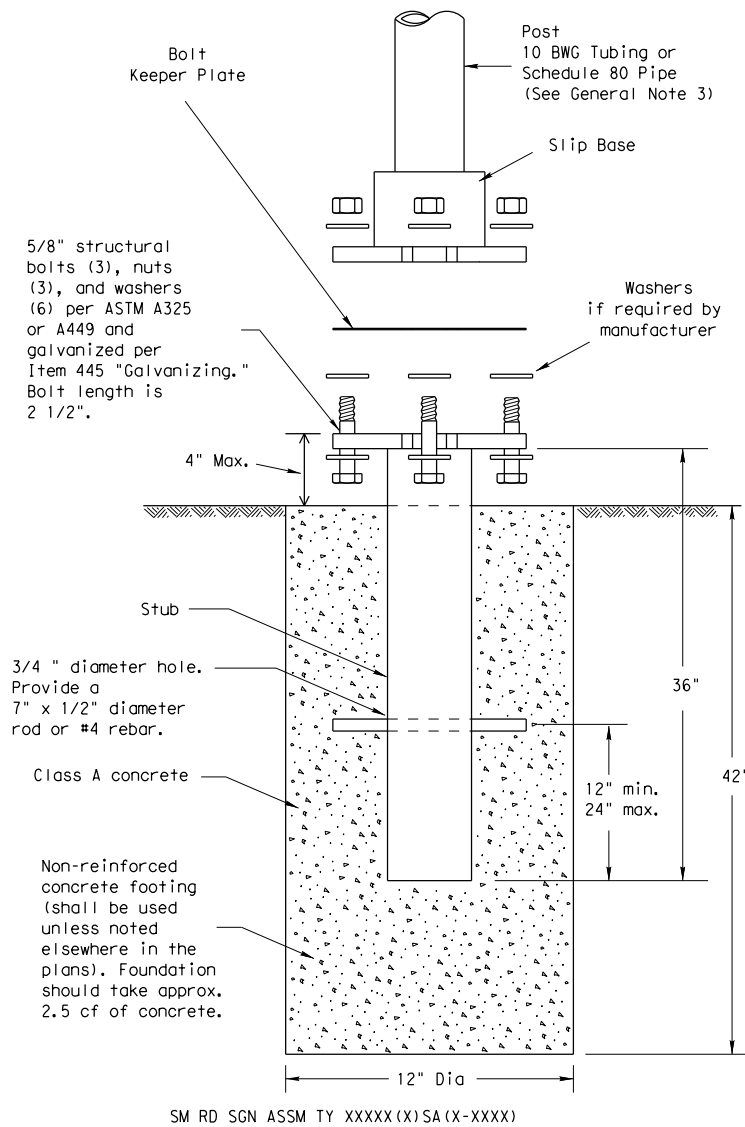 Post
10 BWG Tubing or
Schedule 80 Pipe
(See General Note 3)
Bolt
Keeper Plate
Slip Base
5/8" structural
bolts (3), nuts
(3), and washers
(6) per ASTM A325
or A449 and
galvanized per
Item 445 "Galvanizing."
Bolt length is
2 1/2".
Washers
if required by
manufacturer
4" Max.
Stub
3/4 " diameter hole.
Provide a
7" x 1/2" diameter
rod or #4 rebar.
36"
Class A concrete
12" min.
24" max.
42"
Non-reinforced
concrete footing
(shall be used
unless noted
elsewhere in the
plans). Foundation
should take approx.
2.5 cf of concrete.
12" Dia
SM RD SGN ASSM TY XXXXX(X)SA(X-XXXX)